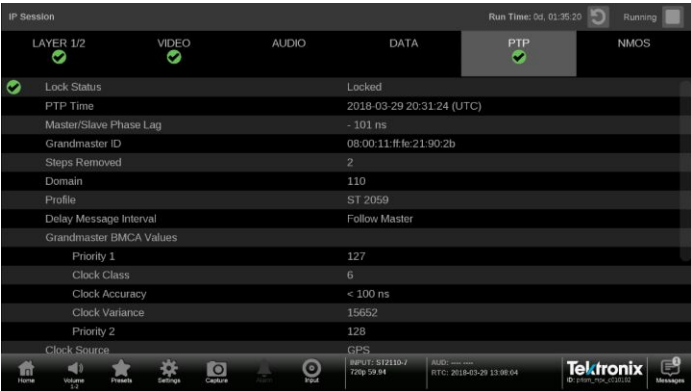 IP Session
Run Time: 0d, 01:35:20
Running
LAYER 1/2
VIDEO
AUDIO
DATA
PTP
NMOS
Lock Status Locked
PTP Time 2018-03-29 20:31:24 (UTC)
Master/Slave Phase Lag - 101 ns
Grandmaster ID 08:00:11:ff:fe:21:90:2b
Steps Removed 2
Domain 110
Profile ST 2059
Delay Message Interval Follow Master
Grandmaster BMCA Values
Priority 1 127
Clock Class 6
Clock Accuracy < 100 ns
Clock Variance 15652
Priority 2 128
Clock Source GPS
Home
Volume
1-2
Presets
Settings
Capture
Input
INPUT: ST2110-7
720p 59.94
AUD: ---- ----
RTC: 2018-03-29 13:08:04
Tektronix
1
Messages